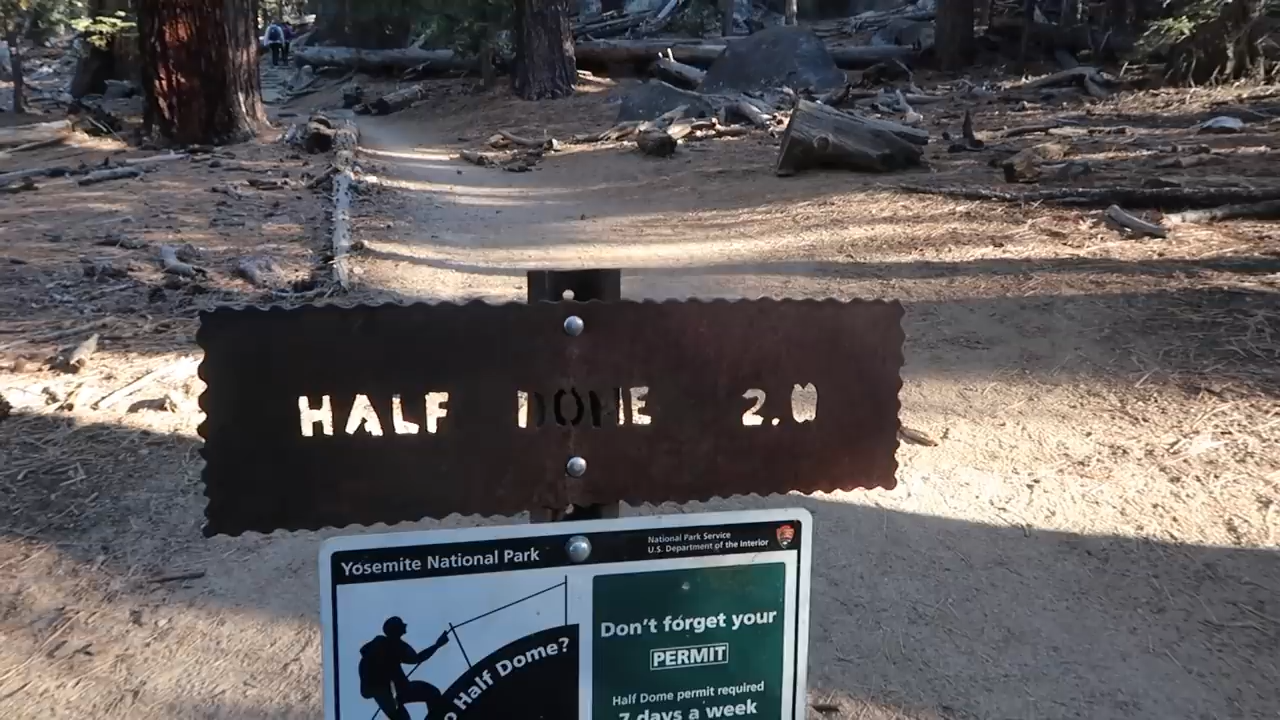 HALF DOME 2.0
Yosemite National Park
National Park Service
U.S. Department of the Interior
Half Dome?
Don't forget your
PERMIT
Half Dome permit required
7 days a week